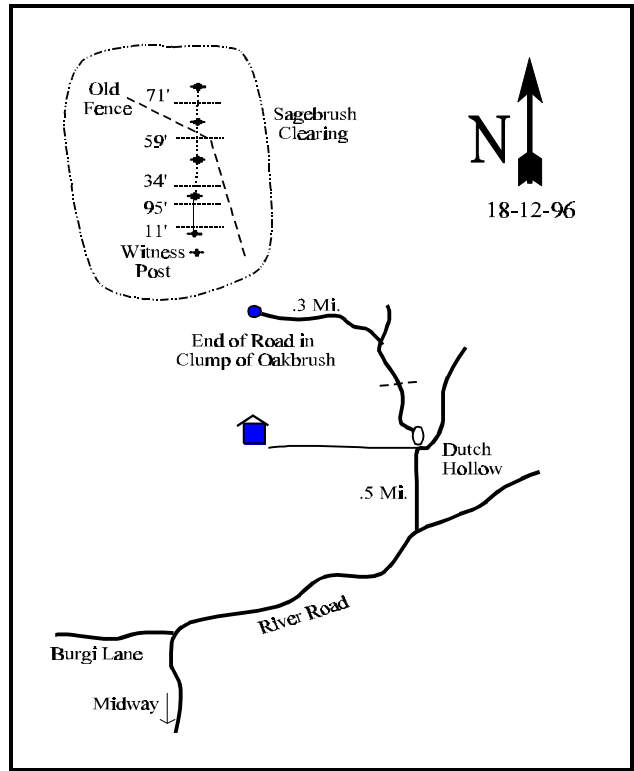 Old
Fence
71'
Sagebrush
Clearing
59'
34'
95'
11'
Witness
Post
N
18-12-96
.3 Mi.
End of Road in
Clump of Oakbrush
Dutch
Hollow
.5 Mi.
River Road
Burgi Lane
Midway